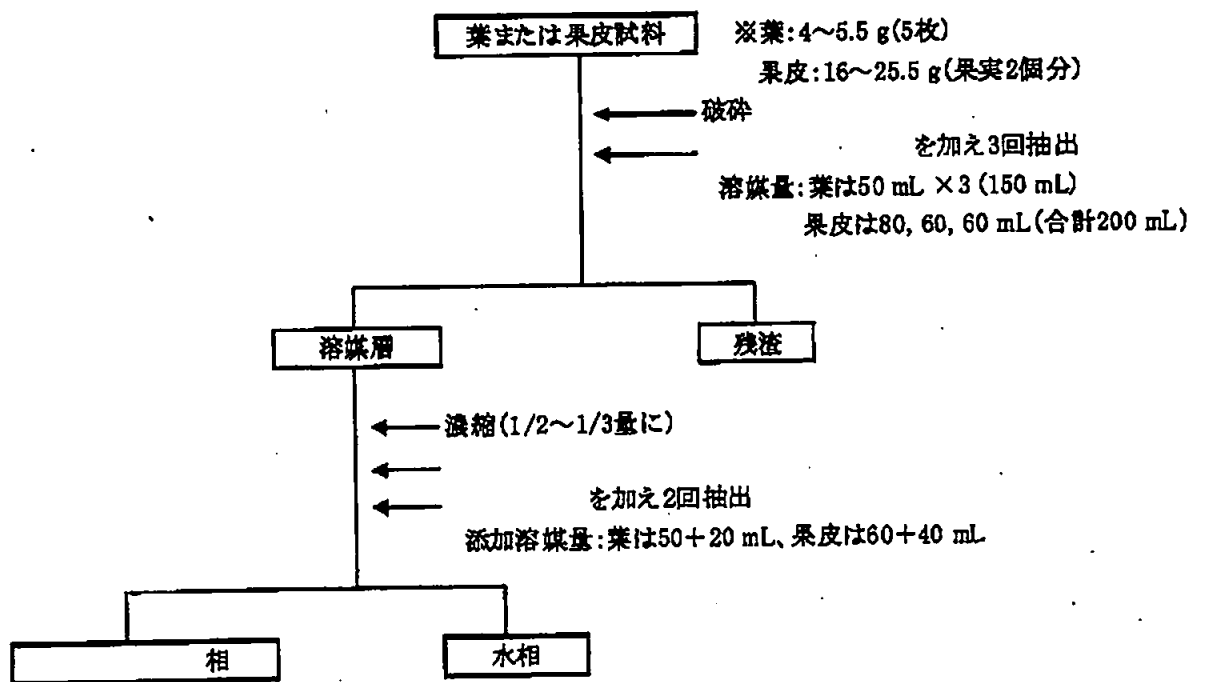 葉または果皮試料
※葉:4~5.5 g(5枚)
果皮:16~25.5 g(果実2個分)
破砕
を加え3回抽出
溶媒量:葉は50 mL ×3 (150 mL)
果皮は80, 60, 60 mL(合計200 mL)
溶媒層
残渣
濃縮(1/2~1/3量に)
を加え2回抽出
添加溶媒量:葉は50+20 mL、果皮は60+40 mL
相
水相